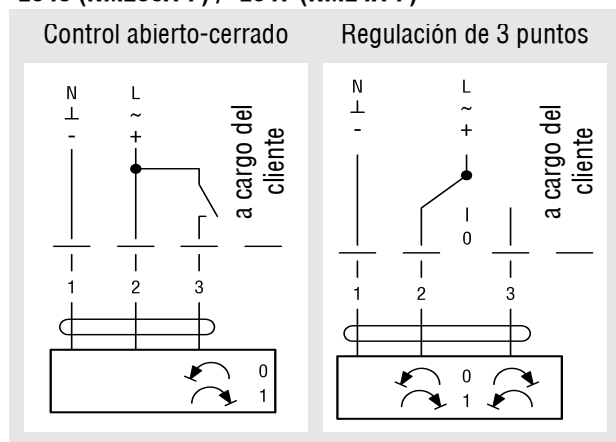 Control abierto-cerrado
N L
⊥ ~
- +
a cargo del
cliente
1 2 3
0
1
Regulación de 3 puntos
N L
⊥ ~
- +
a cargo del
cliente
0
1 2 3
0
1